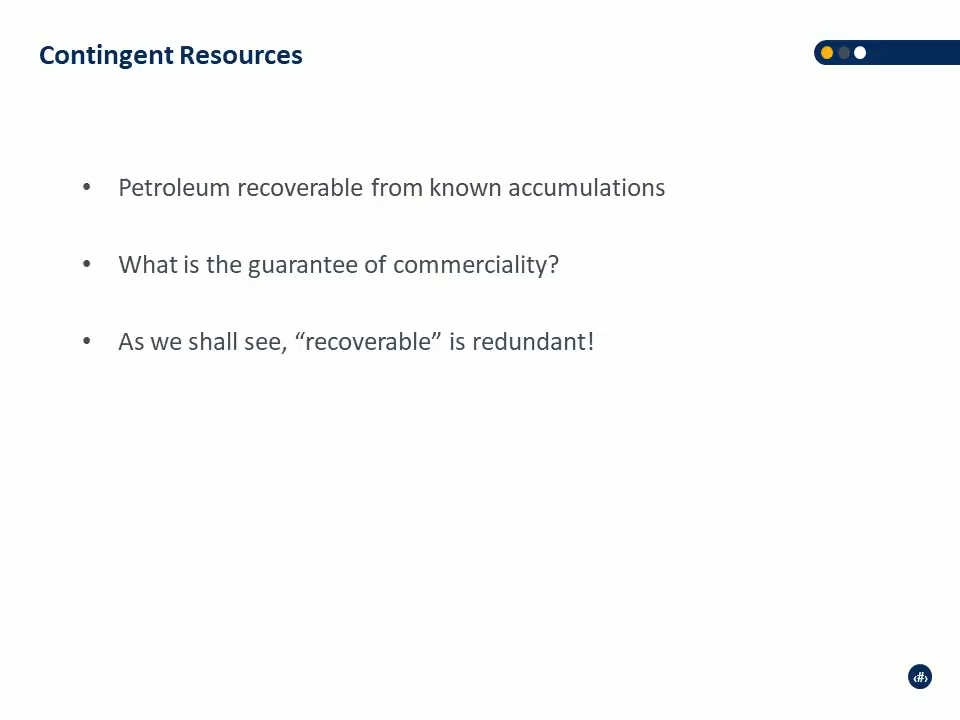 Contingent Resources
• Petroleum recoverable from known accumulations
• What is the guarantee of commerciality?
• As we shall see, “recoverable” is redundant!
‹#›